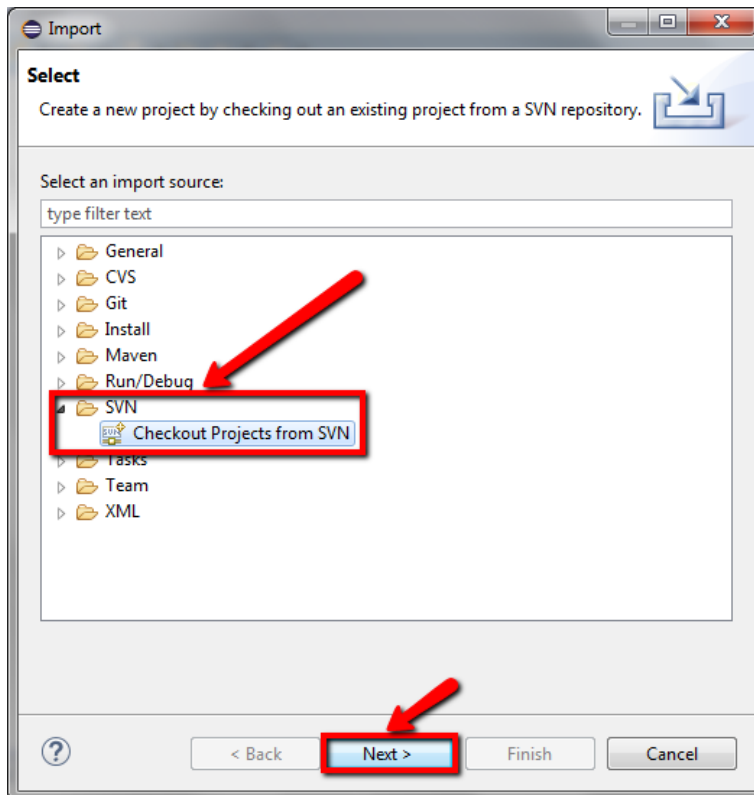 Import
Select
Create a new project by checking out an existing project from a SVN repository.
Select an import source:
type filter text
General
CVS
Git
Install
Maven
Run/Debug
SVN
SVN
Checkout Projects from SVN
Tasks
Team
XML
?
< Back
Next >
Finish
Cancel